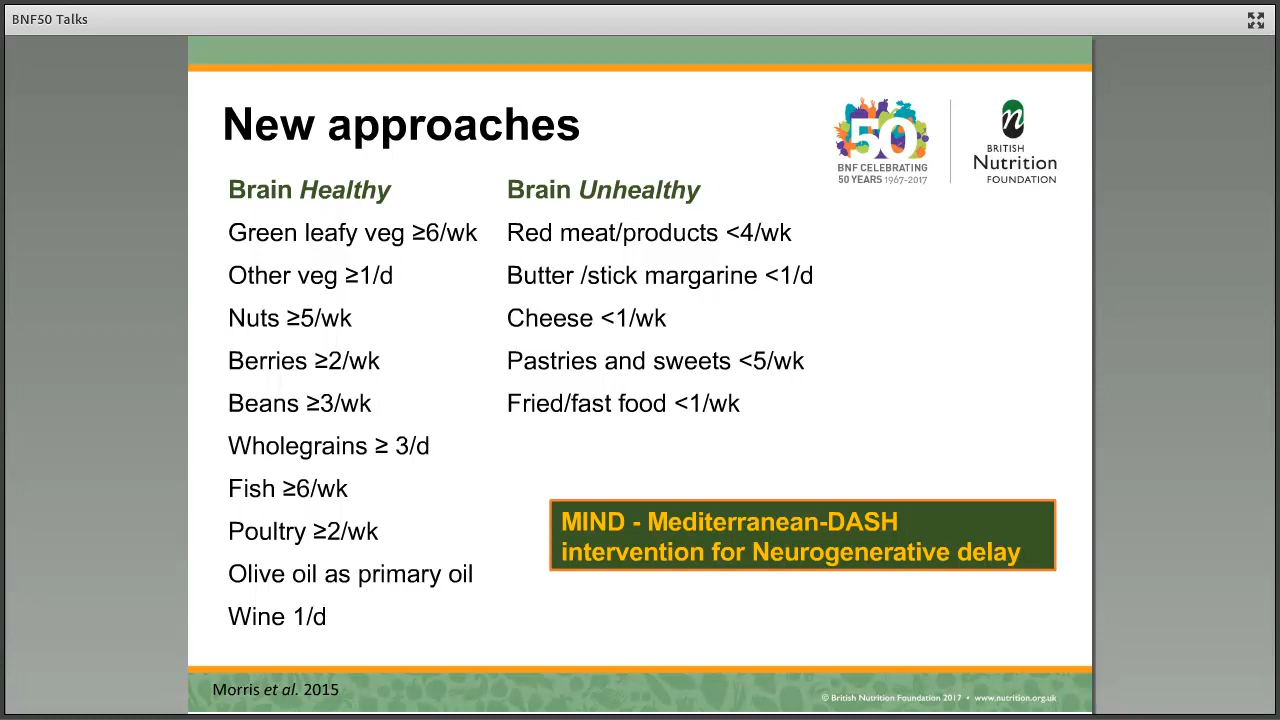 BNF50 Talks
New approaches
50
BNF CELEBRATING
50 YEARS 1967-2017
n
BRITISH
Nutrition
FOUNDATION
Brain Healthy
Green leafy veg ≥6/wk
Other veg ≥1/d
Nuts ≥5/wk
Berries ≥2/wk
Beans ≥3/wk
Wholegrains ≥ 3/d
Fish ≥6/wk
Poultry ≥2/wk
Olive oil as primary oil
Wine 1/d
Brain Unhealthy
Red meat/products <4/wk
Butter /stick margarine <1/d
Cheese <1/wk
Pastries and sweets <5/wk
Fried/fast food <1/wk
MIND - Mediterranean-DASH
intervention for Neurogenerative delay
Morris et al. 2015
© British Nutrition Foundation 2017 • www.nutrition.org.uk